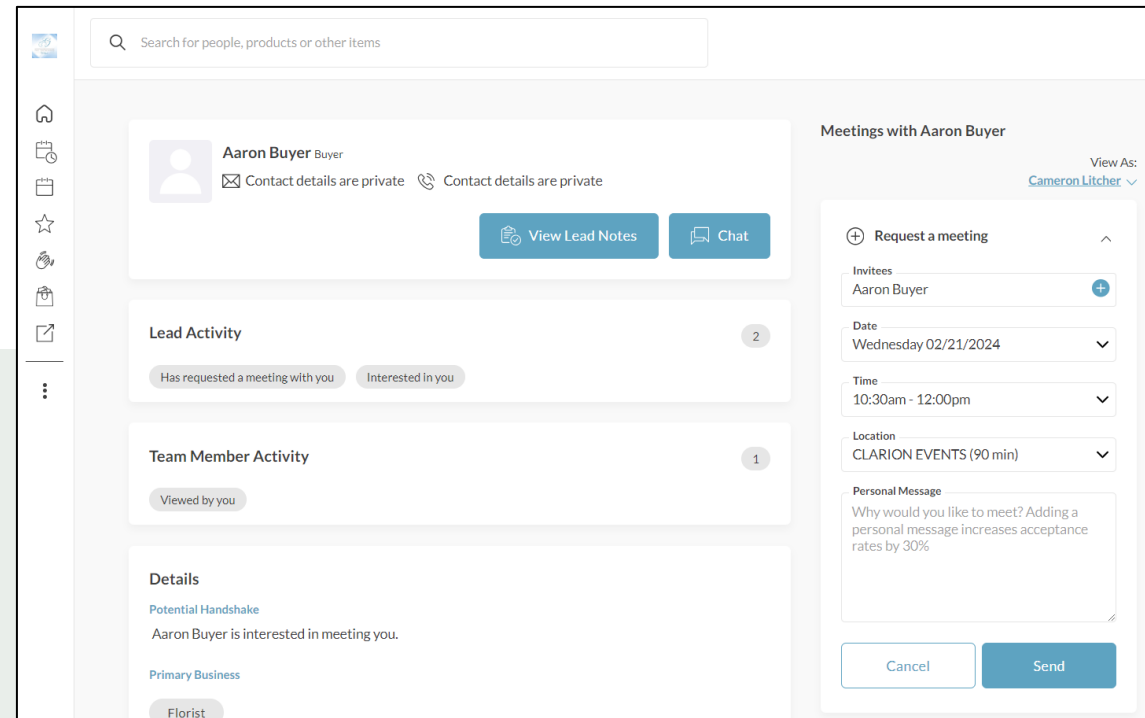 Search for people, products or other items
Aaron Buyer Buyer
Contact details are private Contact details are private
View Lead Notes Chat
Lead Activity 2
Has requested a meeting with you Interested in you
Team Member Activity 1
Viewed by you
Details
Potential Handshake
Aaron Buyer is interested in meeting you.
Primary Business
Florist
Meetings with Aaron Buyer
View As:
Cameron Litcher
Request a meeting
Invitees
Aaron Buyer
Date
Wednesday 02/21/2024
Time
10:30am - 12:00pm
Location
CLARION EVENTS (90 min)
Personal Message
Why would you like to meet? Adding a
personal message increases acceptance
rates by 30%
Cancel Send